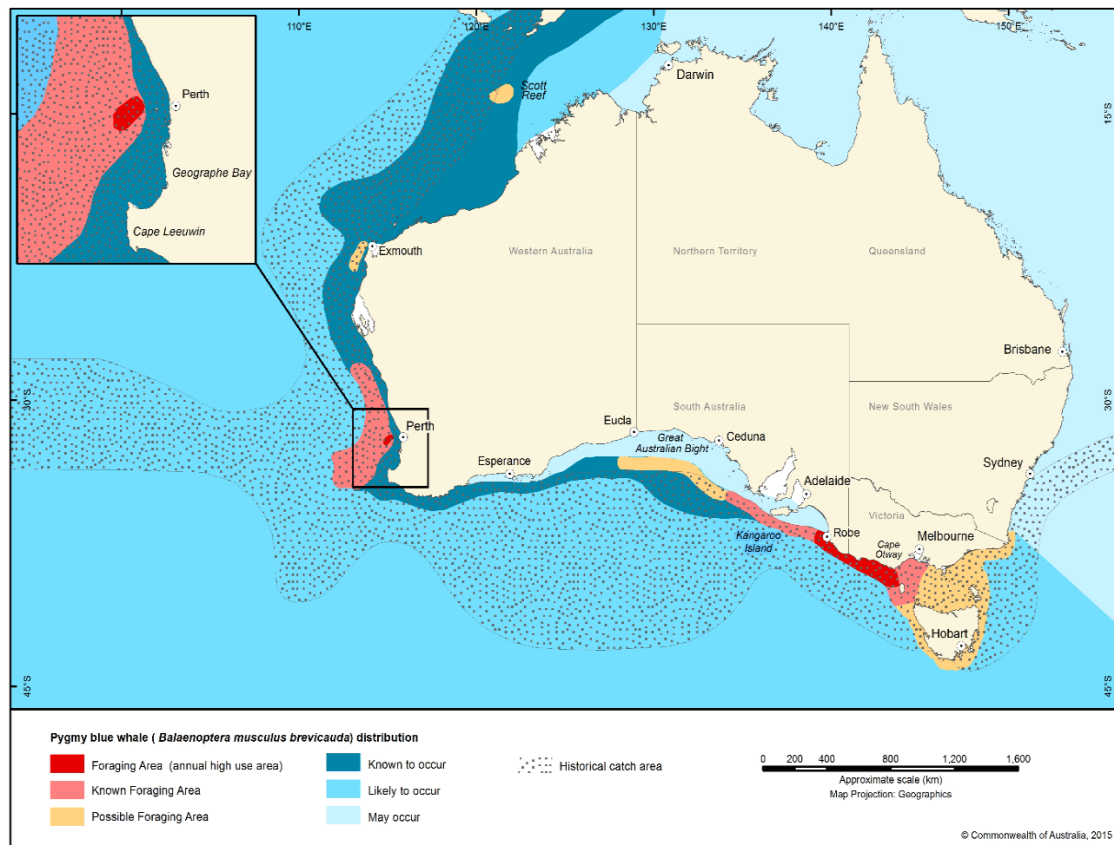 110°E
120°E
130°E
140°E
150°E
Perth
Geographe Bay
Cape Leeuwin
Scott
Reef
Darwin
15°S
Exmouth
Western Australia
Northern Territory
Queensland
Brisbane
30°S
30°S
South Australia
New South Wales
Perth
Eucla
Great
Australian Bight
Ceduna
Esperance
Sydney
Adelaide
Victoria
Kangaroo
Island
Robe
Cape
Otway
Melbourne
Hobart
45°S
45°S
Pygmy blue whale ( Balaenoptera musculus brevicauda) distribution
Foraging Area (annual high use area)
Known Foraging Area
Possible Foraging Area
Known to occur
Likely to occur
May occur
Historical catch area
0 200 400 800 1,200 1,600
Approximate scale (km)
Map Projection: Geographics
© Commonwealth of Australia, 2015